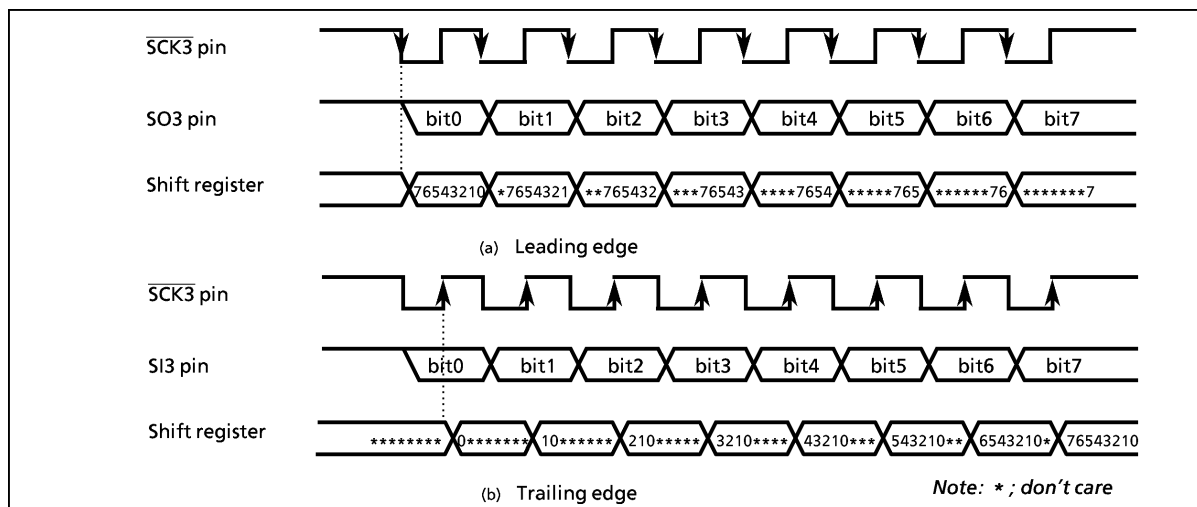 SCK3 pin
SO3 pin bit0 bit1 bit2 bit3 bit4 bit5 bit6 bit7
Shift register 76543210 *7654321 **765432 ***76543 ****7654 *****765 ******76 *******7
(a) Leading edge
SCK3 pin
SI3 pin bit0 bit1 bit2 bit3 bit4 bit5 bit6 bit7
Shift register ******** 0******* 10****** 210***** 3210**** 43210*** 543210** 6543210* 76543210
(b) Trailing edge
Note: * ; don't care